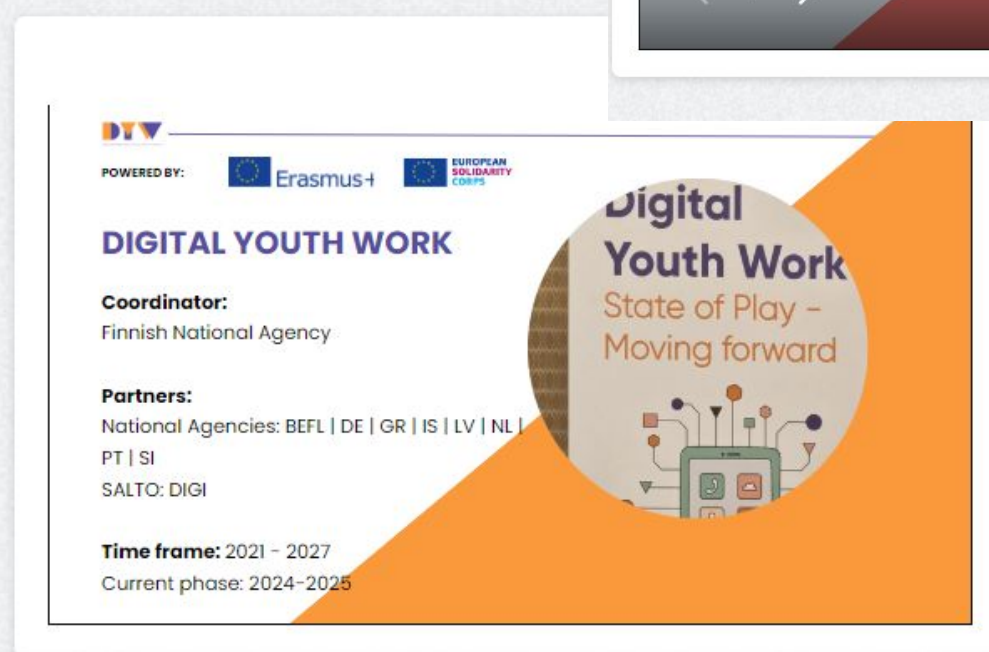 DYW
POWERED BY:
Erasmus+
EUROPEAN
SOLIDARITY
CORPS
DIGITAL YOUTH WORK
Coordinator:
Finnish National Agency
Partners:
National Agencies: BEFL | DE | GR | IS | LV | NL |
PT | SI
SALTO: DIGI
Time frame: 2021 - 2027
Current phase: 2024-2025
Digital
Youth Work
State of Play -
Moving forward